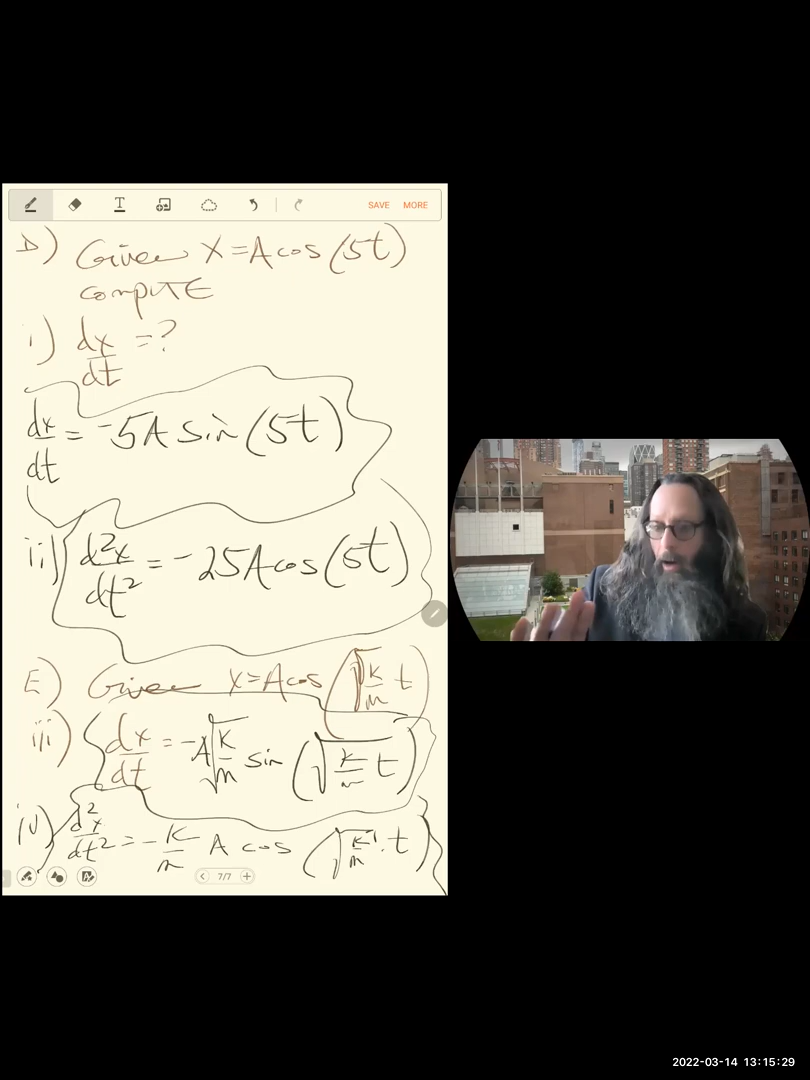 T SAVE MORE
D) Given x=A cos(5t)
compute
i) dx/dt =?
dx/dt = -5A sin(5t)
ii) d²x/dt² = -25A cos(5t)
E) Given x=A cos(√(k/m) t)
iii) dx/dt = -A√(k/m) sin(√(k/m) t)
iv) d²x/dt² = -k/m A cos(√(k/m) · t)
7/7
2022-03-14 13:15:29